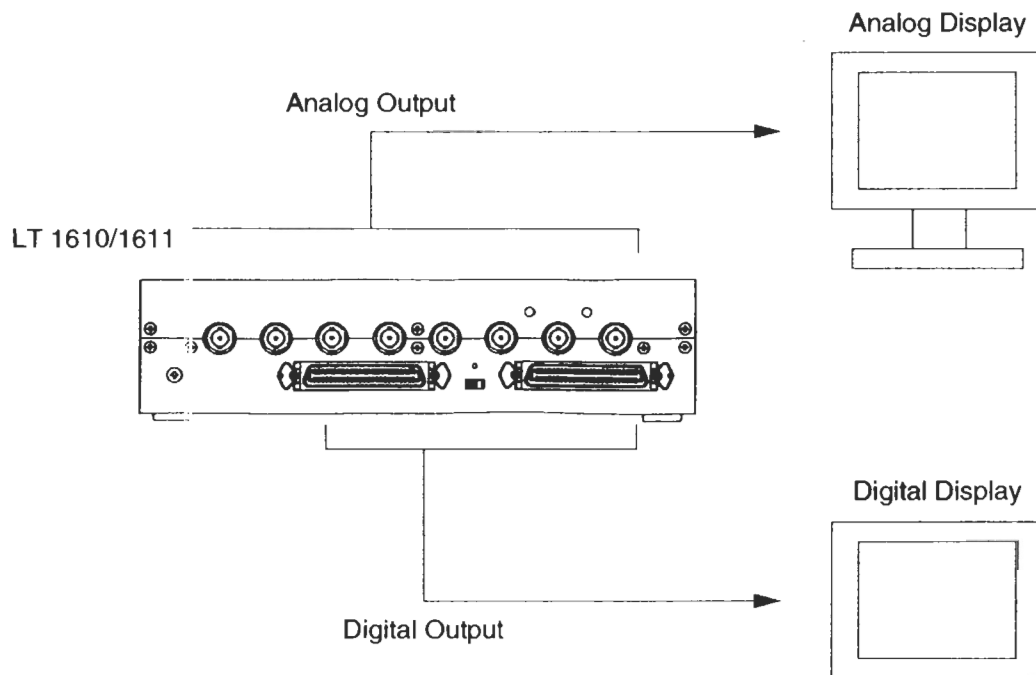 Analog Display
Analog Output
LT 1610/1611
Digital Display
Digital Output